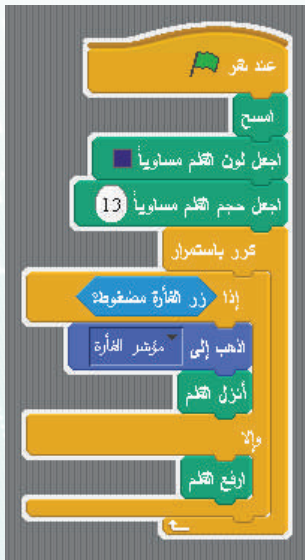 عند نقر
امسح
اجعل لون القلم مساوياً
اجعل حجم القلم مساوياً 13
كرر باستمرار
إذا زر الفأرة مضغوط؟
اذهب إلى مؤشر الفأرة
أنزل القلم
وإلا
ارفع القلم